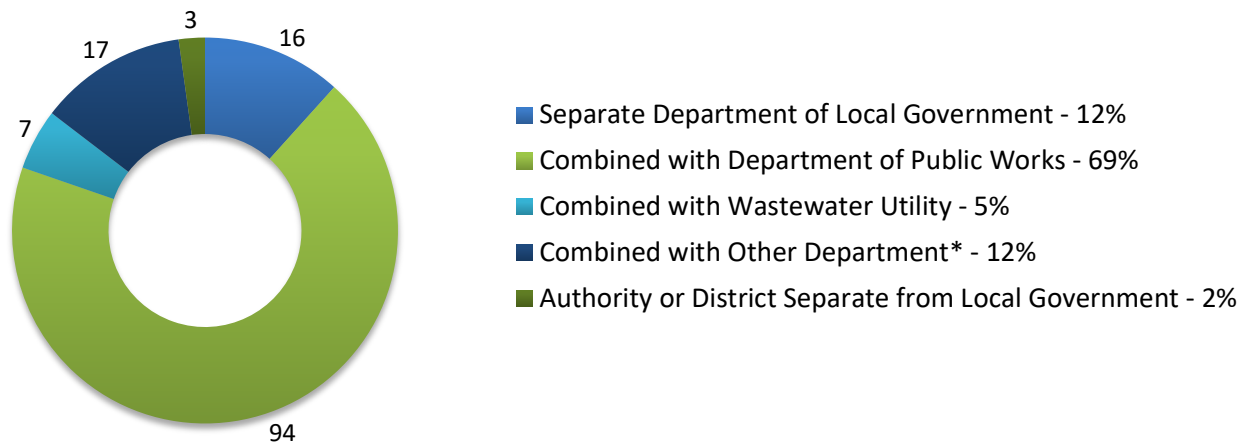 3
16
17
7
94
Separate Department of Local Government - 12%
Combined with Department of Public Works - 69%
Combined with Wastewater Utility - 5%
Combined with Other Department* - 12%
Authority or District Separate from Local Government - 2%